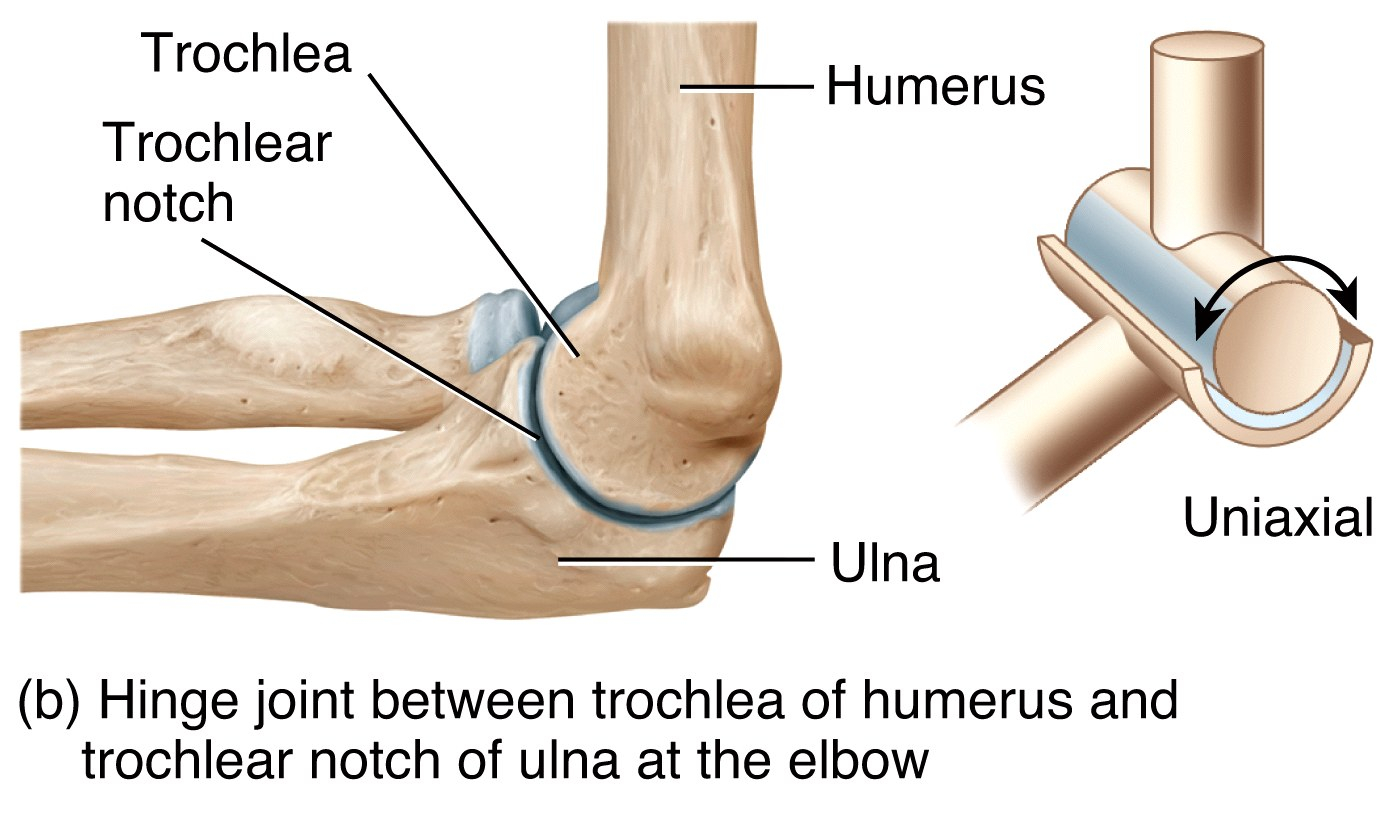 Trochlea
Humerus
Trochlear
notch
Uniaxial
Ulna
(b) Hinge joint between trochlea of humerus and
trochlear notch of ulna at the elbow